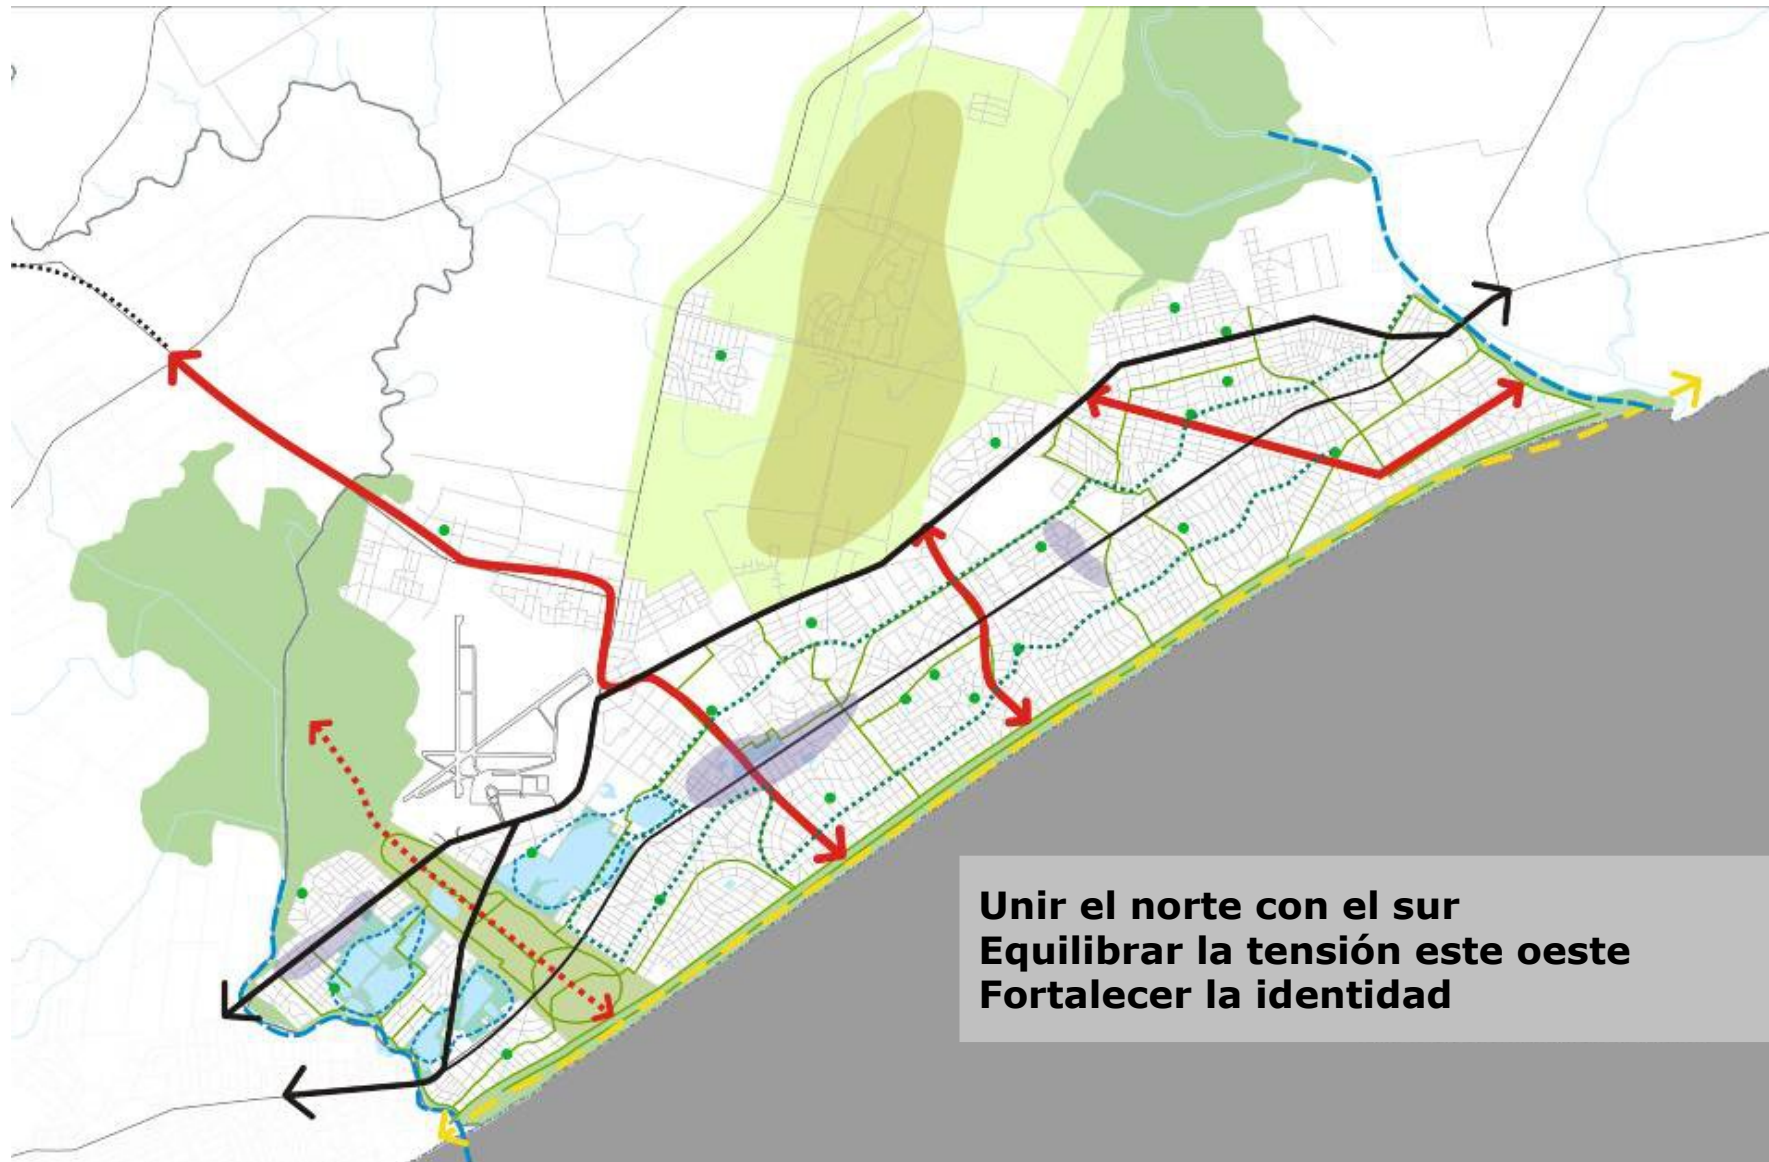 Unir el norte con el sur
Equilibrar la tensión este oeste
Fortalecer la identidad